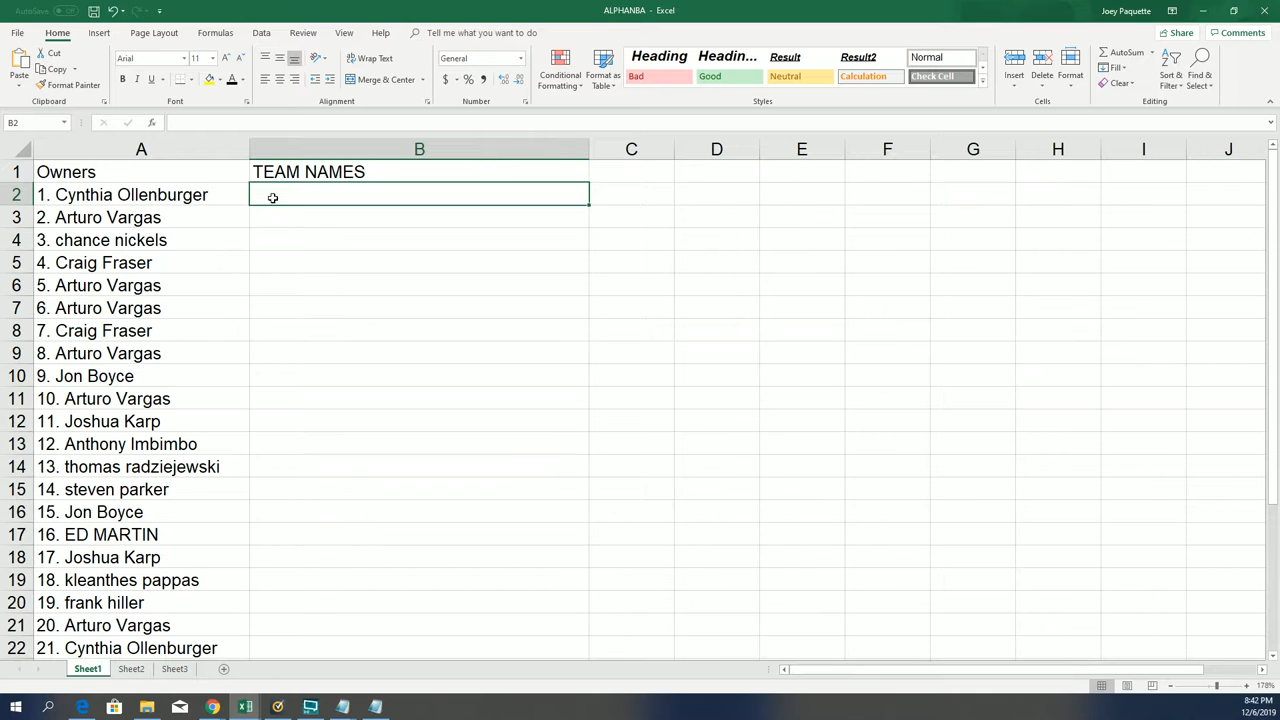 AutoSave Off ALPHANBA - Excel Joey Paquette
File Home Insert Page Layout Formulas Data Review View Help Tell me what you want to do Share Comments
Paste Cut Copy Format Painter Clipboard
Arial 11 A A B I U A Font
Wrap Text Merge & Center Alignment
General $ % , Number
Conditional Formatting Format as Table
Heading Headin... Result Result2 Normal
Bad Good Neutral Calculation Check Cell
Styles
Insert Delete Format Cells
AutoSum Fill Clear Sort & Filter Find & Select Editing
B2 fx
A B C D E F G H I J
1 Owners TEAM NAMES
2 1. Cynthia Ollenburger
3 2. Arturo Vargas
4 3. chance nickels
5 4. Craig Fraser
6 5. Arturo Vargas
7 6. Arturo Vargas
8 7. Craig Fraser
9 8. Arturo Vargas
10 9. Jon Boyce
11 10. Arturo Vargas
12 11. Joshua Karp
13 12. Anthony Imbimbo
14 13. thomas radziejewski
15 14. steven parker
16 15. Jon Boyce
17 16. ED MARTIN
18 17. Joshua Karp
19 18. kleanthes pappas
20 19. frank hiller
21 20. Arturo Vargas
22 21. Cynthia Ollenburger
Sheet1 Sheet2 Sheet3
178%
8:42 PM
12/6/2019